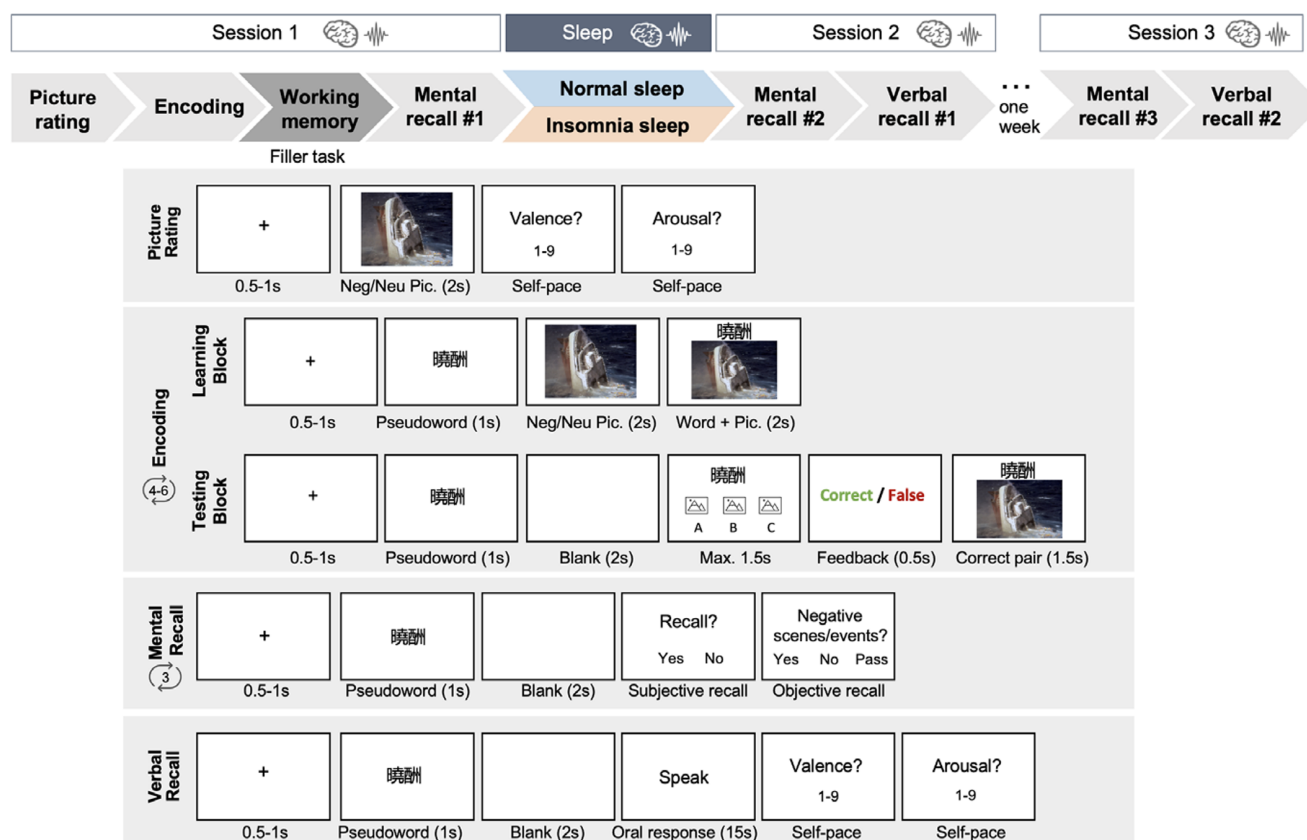 Session 1
Sleep
Session 2
Session 3
Picture
rating
Encoding
Working
memory
Mental
recall #1
Normal sleep
Insomnia sleep
Mental
recall #2
Verbal
recall #1
...
one
week
Mental
recall #3
Verbal
recall #2
Filler task
Picture
Rating
+
Valence?
1-9
Arousal?
1-9
0.5-1s
Neg/Neu Pic. (2s)
Self-pace
Self-pace
Encoding
4-6
Learning
Block
+
曉酬
曉酬
0.5-1s
Pseudoword (1s)
Neg/Neu Pic. (2s)
Word + Pic. (2s)
Testing
Block
+
曉酬
曉酬
A B C
Correct / False
曉酬
0.5-1s
Pseudoword (1s)
Blank (2s)
Max. 1.5s
Feedback (0.5s)
Correct pair (1.5s)
Mental
Recall
3
+
曉酬
Recall?
Yes No
Negative
scenes/events?
Yes No Pass
0.5-1s
Pseudoword (1s)
Blank (2s)
Subjective recall
Objective recall
Verbal
Recall
+
曉酬
Speak
Valence?
1-9
Arousal?
1-9
0.5-1s
Pseudoword (1s)
Blank (2s)
Oral response (15s)
Self-pace
Self-pace